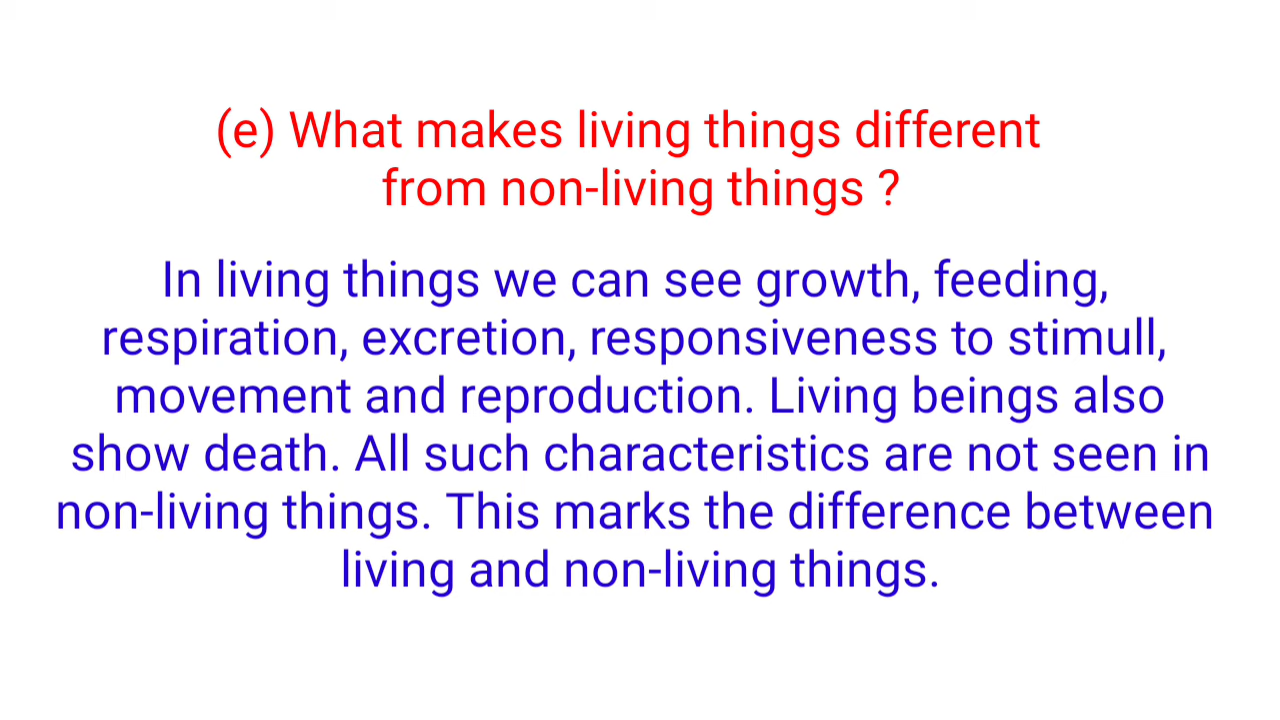 (e) What makes living things different
from non-living things ?
In living things we can see growth, feeding,
respiration, excretion, responsiveness to stimull,
movement and reproduction. Living beings also
show death. All such characteristics are not seen in
non-living things. This marks the difference between
living and non-living things.